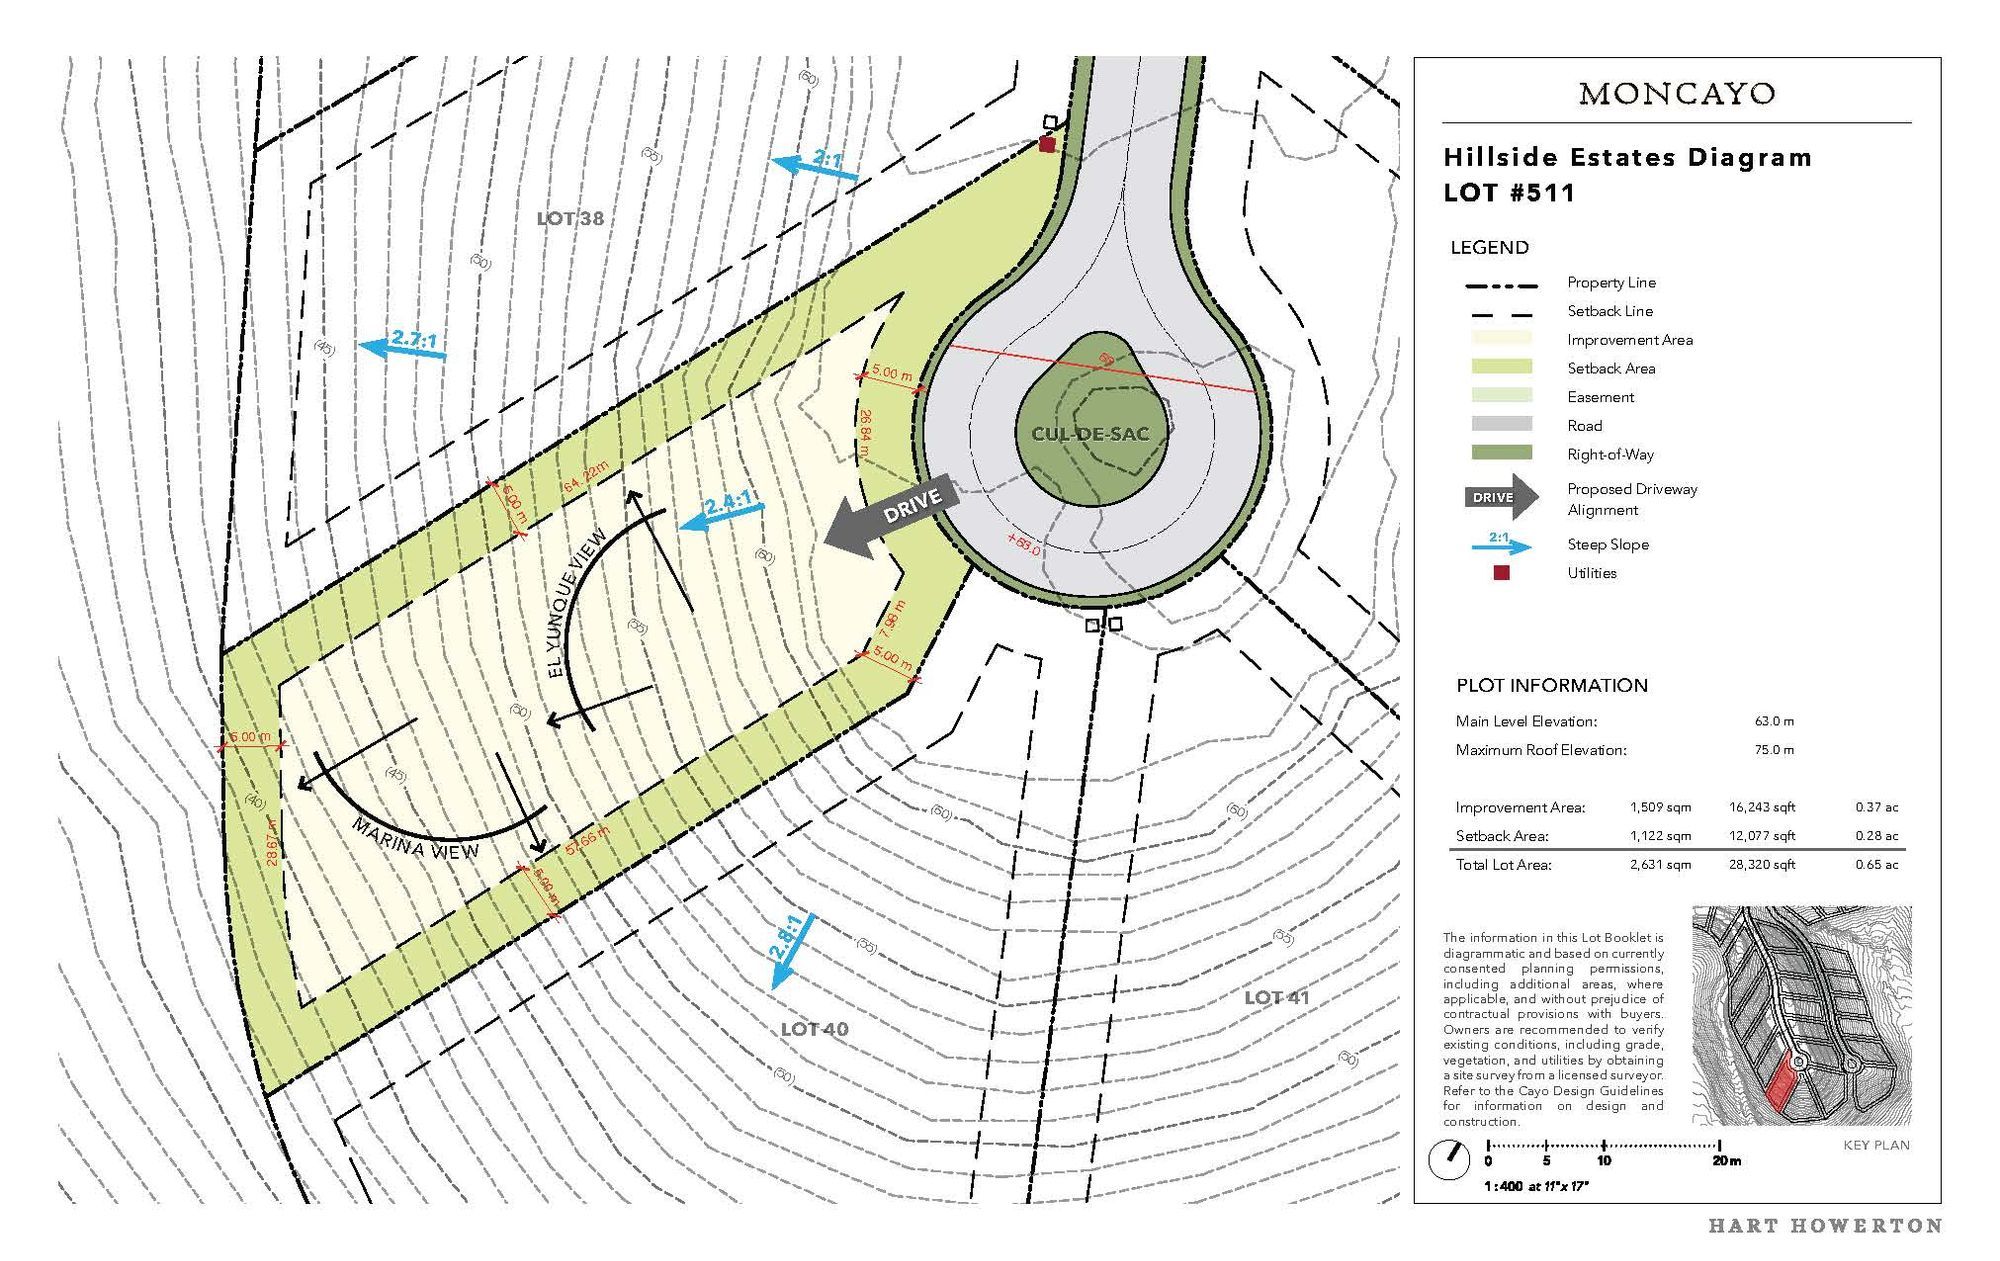 MONCAYO
Hillside Estates Diagram
LOT #511
LEGEND
Property Line
Setback Line
Improvement Area
Setback Area
Easement
Road
Right-of-Way
DRIVE
Proposed Driveway
Alignment
2:1
Steep Slope
Utilities
PLOT INFORMATION
Main Level Elevation: 63.0 m
Maximum Roof Elevation: 75.0 m
Improvement Area: 1,509 sqm 16,243 sqft 0.37 ac
Setback Area: 1,122 sqm 12,077 sqft 0.28 ac
Total Lot Area: 2,631 sqm 28,320 sqft 0.65 ac
The information in this Lot Booklet is
diagrammatic and based on currently
consented planning permissions,
including additional areas, where
applicable, and without prejudice of
contractual provisions with buyers.
Owners are recommended to verify
existing conditions, including grade,
vegetation, and utilities by obtaining
a site survey from a licensed surveyor.
Refer to the Cayo Design Guidelines
for information on design and
construction.
KEY PLAN
0 5 10 20m
1:400 at 11"x 17"
HART HOWERTON
(60)
(55)
2:1
LOT 38
(50)
2.7:1
(45)
5.00 m
26.84 m
CUL-DE-SAC
64.22m
5.00 m
2.4:1
DRIVE
+63.0
(60)
EL YUNQUE VIEW
(55)
7.98 m
5.00 m
(50)
5.00 m
(45)
(40)
28.67 m
MARINA VIEW
57.66 m
5.00 m
(60)
(60)
2.8:1
(55)
(55)
LOT 41
LOT 40
(50)
(50)